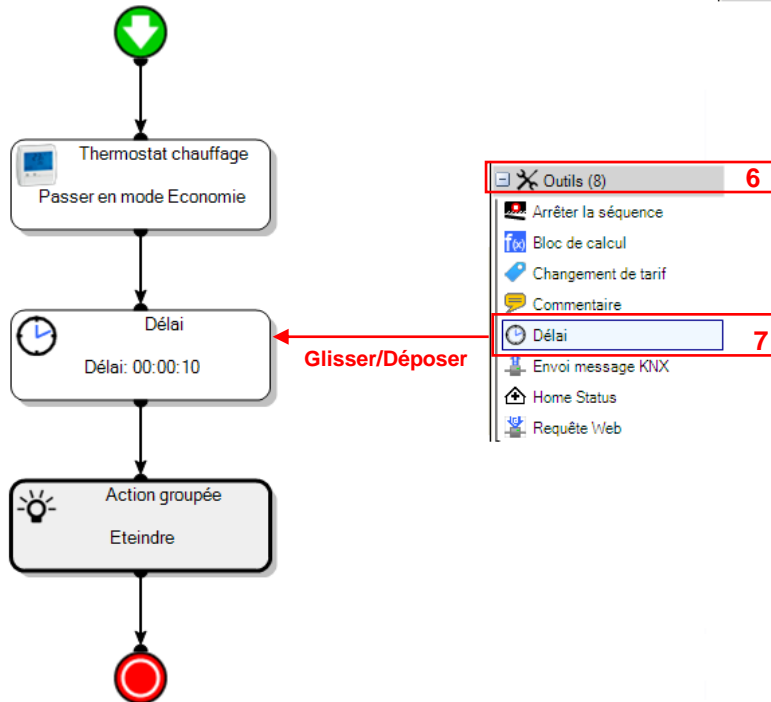 Thermostat chauffage
Passer en mode Economie
Délai
Délai: 00:00:10
Action groupée
Eteindre
Glisser/Déposer
Outils (8)
6
Arrêter la séquence
f(x) Bloc de calcul
Changement de tarif
Commentaire
Délai
7
Envoi message KNX
Home Status
Requête Web